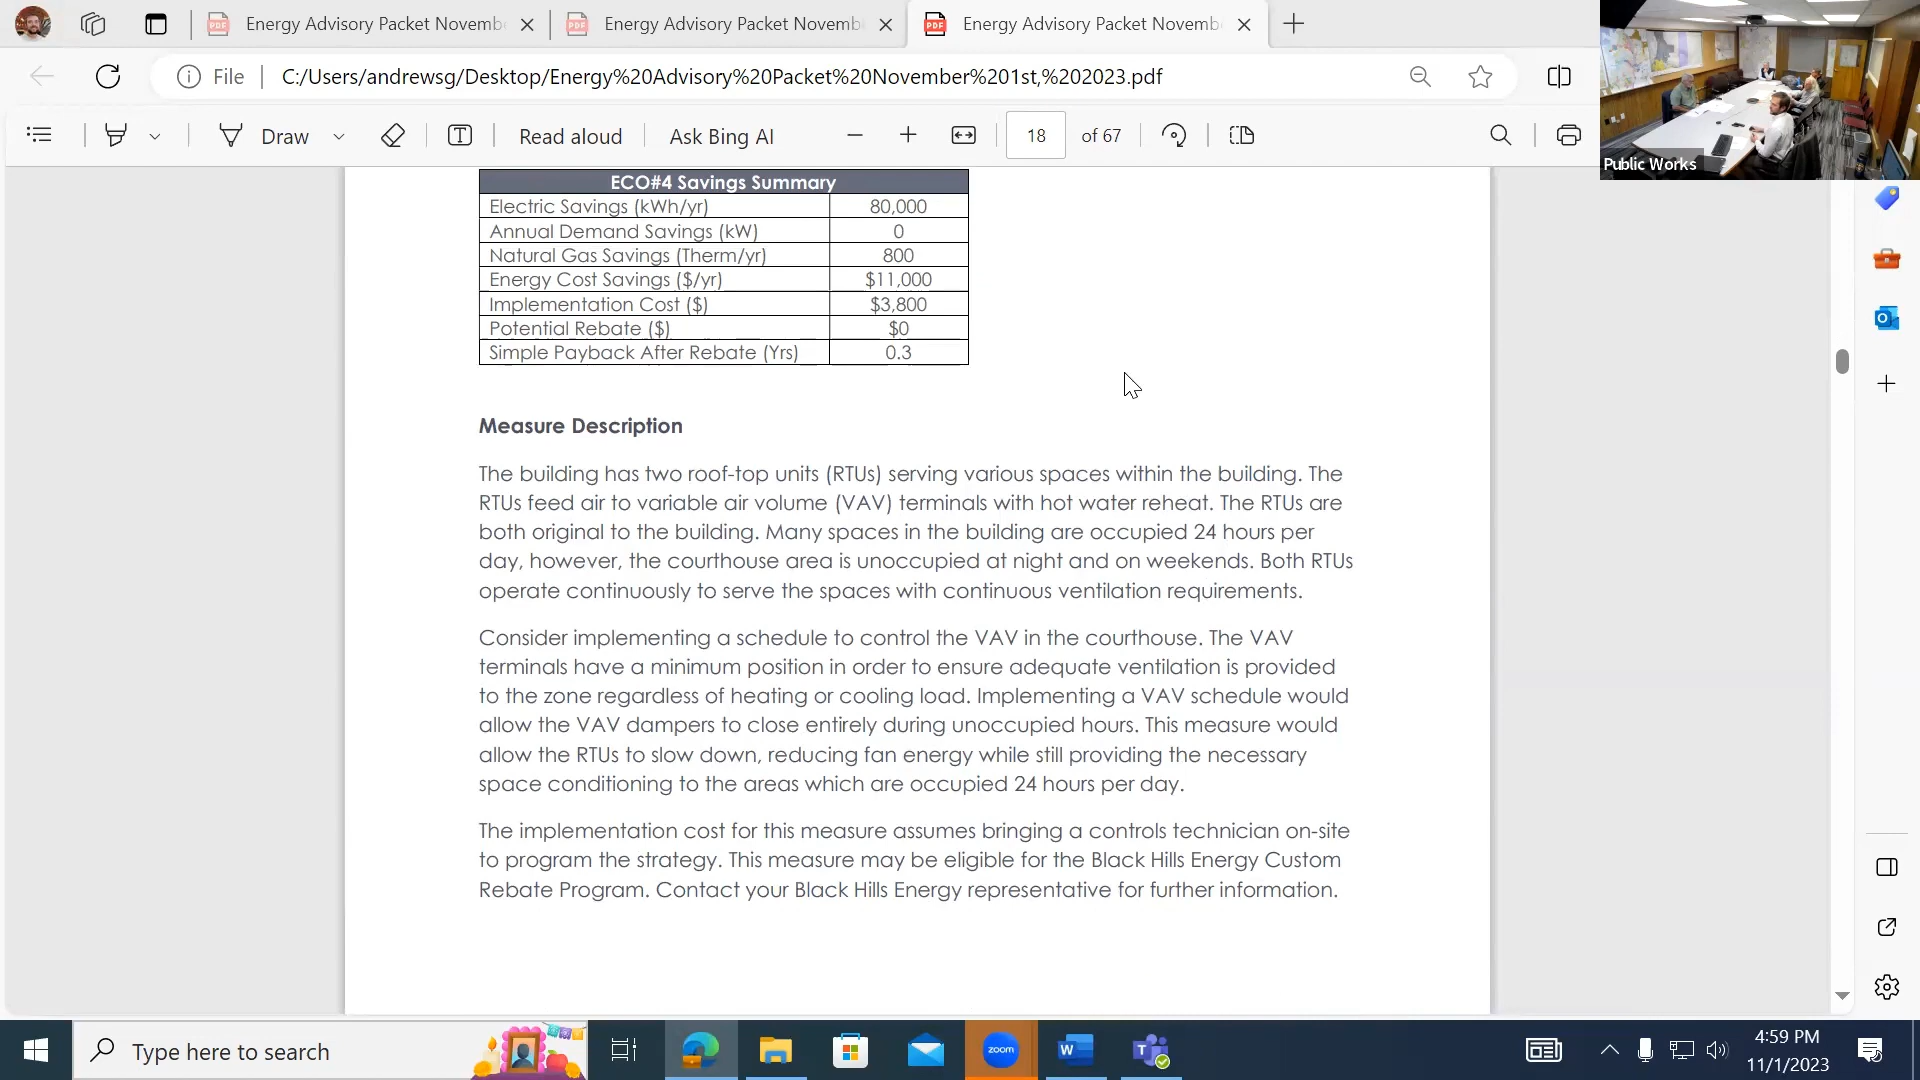 Energy Advisory Packet Novemb
Energy Advisory Packet Novemb
Energy Advisory Packet Novemb
File
C:/Users/andrewsg/Desktop/Energy%20Advisory%20Packet%20November%201st,%202023.pdf
Draw
Read aloud
Ask Bing AI
18
of 67
Public Works
ECO#4 Savings Summary
Electric Savings (kWh/yr) 80,000
Annual Demand Savings (kW) 0
Natural Gas Savings (Therm/yr) 800
Energy Cost Savings ($/yr) $11,000
Implementation Cost ($) $3,800
Potential Rebate ($) $0
Simple Payback After Rebate (Yrs) 0.3
Measure Description
The building has two roof-top units (RTUs) serving various spaces within the building. The
RTUs feed air to variable air volume (VAV) terminals with hot water reheat. The RTUs are
both original to the building. Many spaces in the building are occupied 24 hours per
day, however, the courthouse area is unoccupied at night and on weekends. Both RTUs
operate continuously to serve the spaces with continuous ventilation requirements.
Consider implementing a schedule to control the VAV in the courthouse. The VAV
terminals have a minimum position in order to ensure adequate ventilation is provided
to the zone regardless of heating or cooling load. Implementing a VAV schedule would
allow the VAV dampers to close entirely during unoccupied hours. This measure would
allow the RTUs to slow down, reducing fan energy while still providing the necessary
space conditioning to the areas which are occupied 24 hours per day.
The implementation cost for this measure assumes bringing a controls technician on-site
to program the strategy. This measure may be eligible for the Black Hills Energy Custom
Rebate Program. Contact your Black Hills Energy representative for further information.
Type here to search
zoom
4:59 PM
11/1/2023